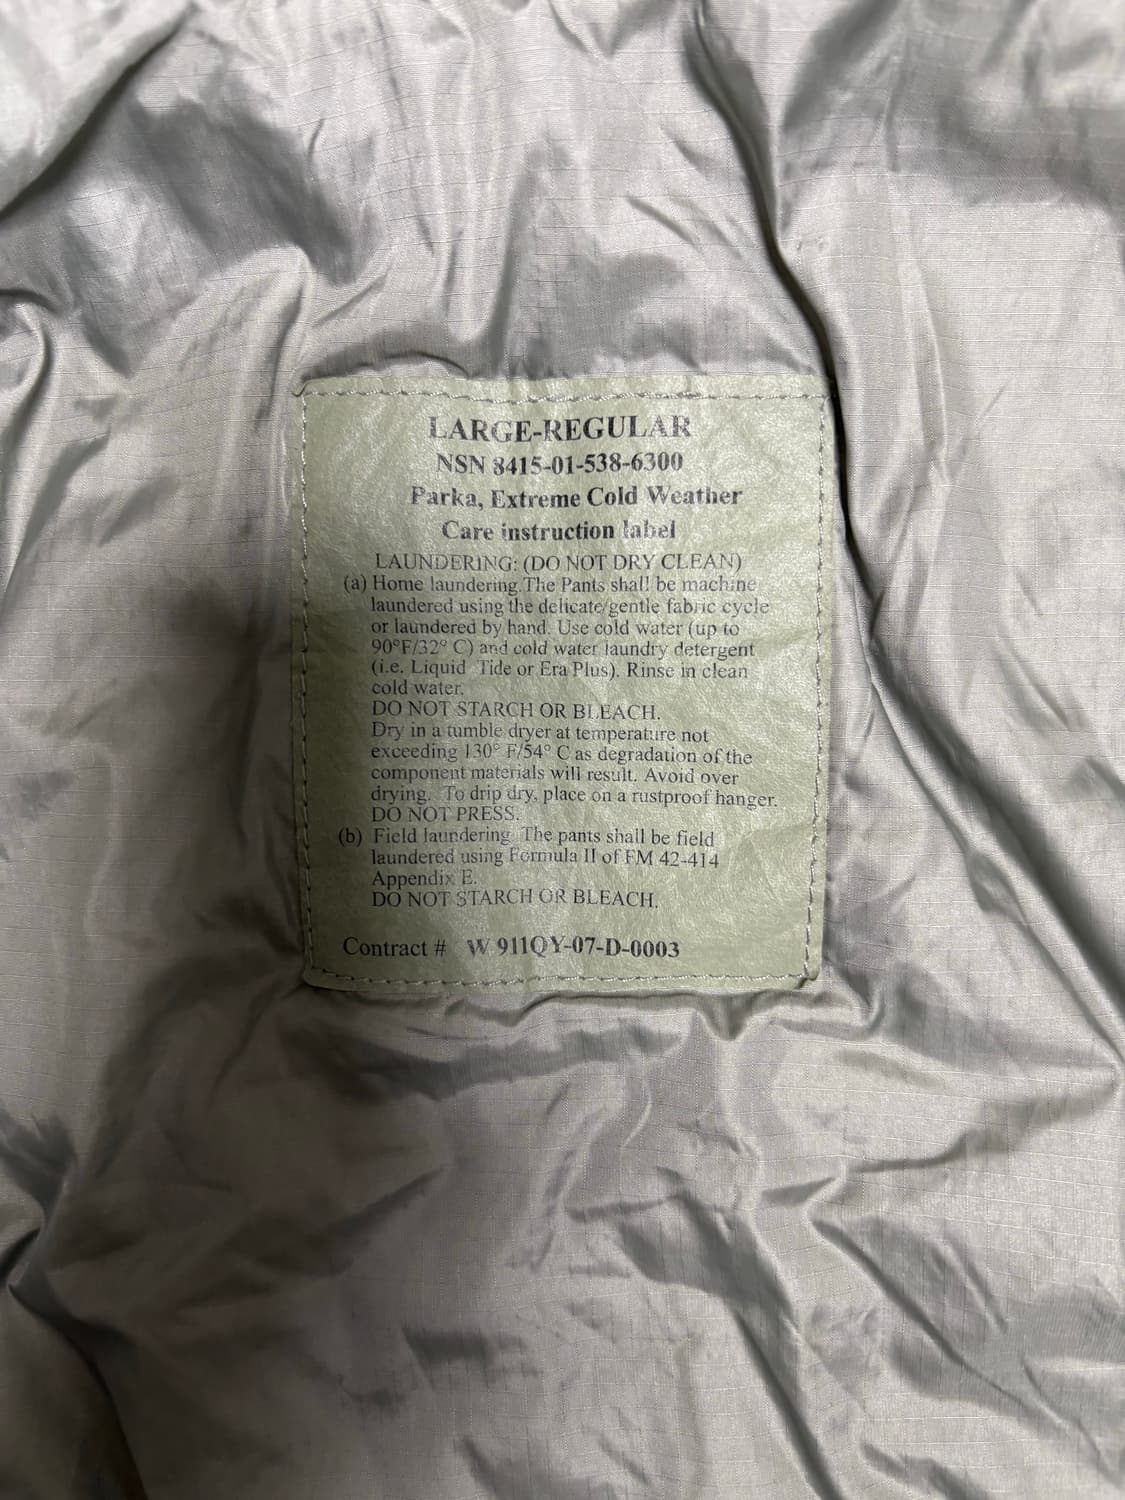 LARGE-REGULAR
NSN 8415-01-538-6300
Parka, Extreme Cold Weather
Care instruction label
LAUNDERING: (DO NOT DRY CLEAN)
(a) Home laundering. The Pants shall be machine
laundered using the delicate/gentle fabric cycle
or laundered by hand. Use cold water (up to
90°F/32° C) and cold water laundry detergent
(i.e. Liquid Tide or Era Plus). Rinse in clean
cold water.
DO NOT STARCH OR BLEACH.
Dry in a tumble dryer at temperature not
exceeding 130° F/54° C as degradation of the
component materials will result. Avoid over
drying. To drip dry, place on a rustproof hanger.
DO NOT PRESS.
(b) Field laundering. The pants shall be field
laundered using Formula II of FM 42-414
Appendix E.
DO NOT STARCH OR BLEACH.
Contract # W 911QY-07-D-0003